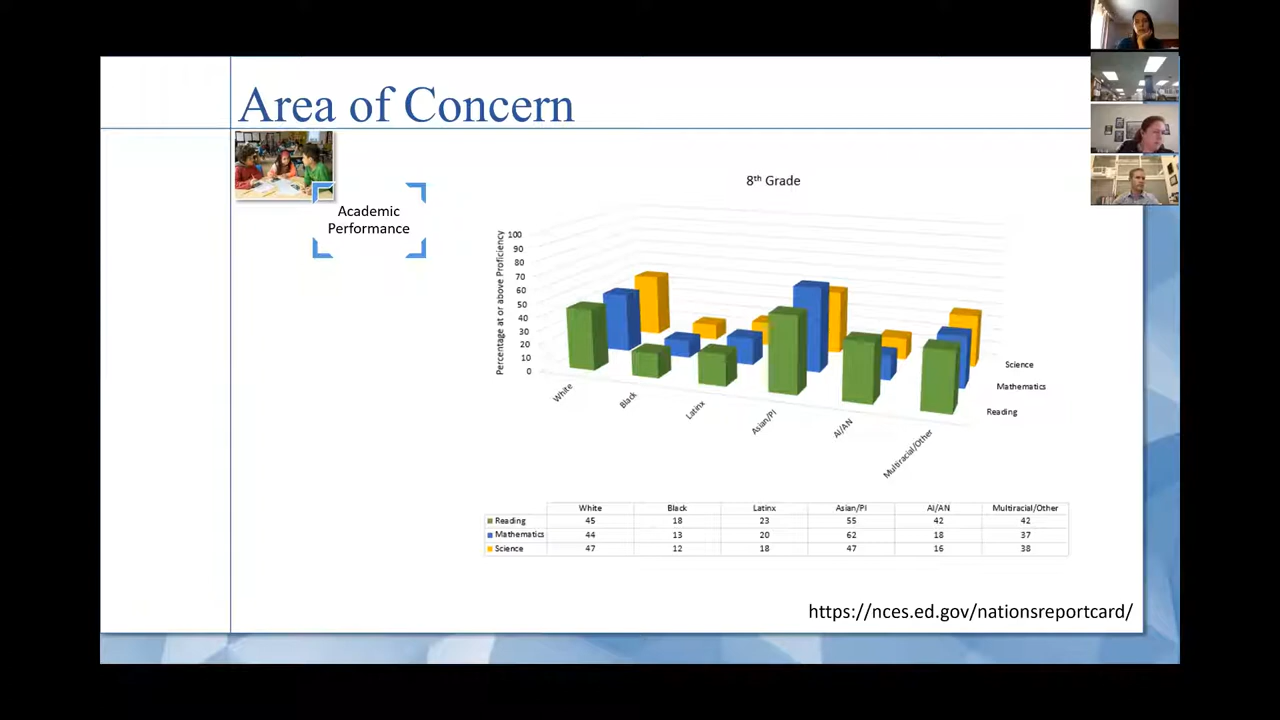 Area of Concern
Academic
Performance
8th Grade
Percentage at or above Proficiency
100
90
80
70
60
50
40
30
20
10
0
White
Black
Latinx
Asian/PI
AI/AN
Multiracial/Other
Science
Mathematics
Reading
White Black Latinx Asian/PI AI/AN Multiracial/Other
Reading 45 18 23 55 42 42
Mathematics 44 13 20 62 18 37
Science 47 12 18 47 16 38
https://nces.ed.gov/nationsreportcard/